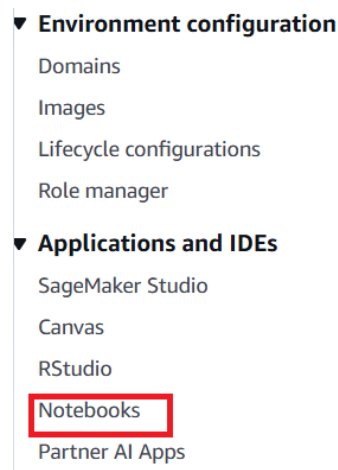 Environment configuration
Domains
Images
Lifecycle configurations
Role manager
Applications and IDEs
SageMaker Studio
Canvas
RStudio
Notebooks
Partner AI Apps